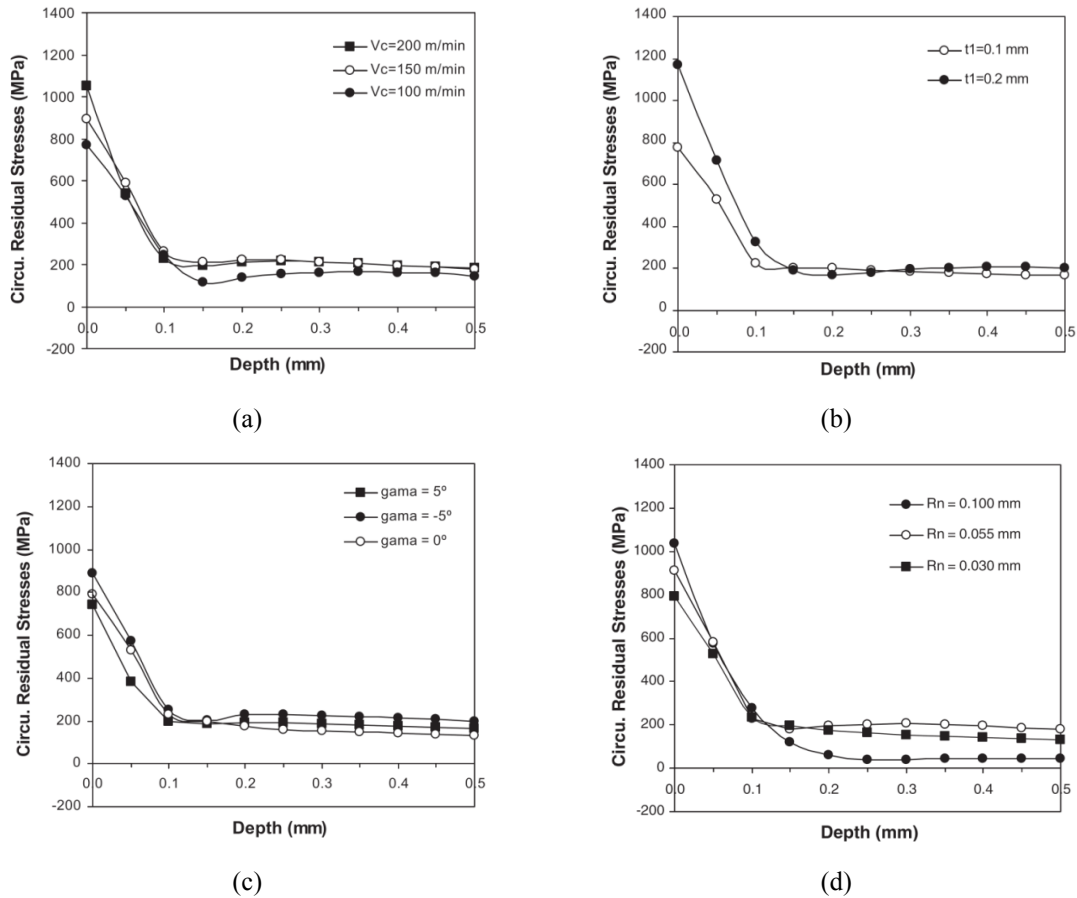 1400
1200
1000
800
600
400
200
0
-200
Circu. Residual Stresses (MPa)
Vc=200 m/min
Vc=150 m/min
Vc=100 m/min
0.0 0.1 0.2 0.3 0.4 0.5
Depth (mm)
(a)
1400
1200
1000
800
600
400
200
0
-200
Circu. Residual Stresses (MPa)
t1=0.1 mm
t1=0.2 mm
0.0 0.1 0.2 0.3 0.4 0.5
Depth (mm)
(b)
1400
1200
1000
800
600
400
200
0
-200
Circu. Residual Stresses (MPa)
gama = 5º
gama = -5º
gama = 0º
0.0 0.1 0.2 0.3 0.4 0.5
Depth (mm)
(c)
1400
1200
1000
800
600
400
200
0
-200
Circu. Residual Stresses (MPa)
Rn = 0.100 mm
Rn = 0.055 mm
Rn = 0.030 mm
0.0 0.1 0.2 0.3 0.4 0.5
Depth (mm)
(d)